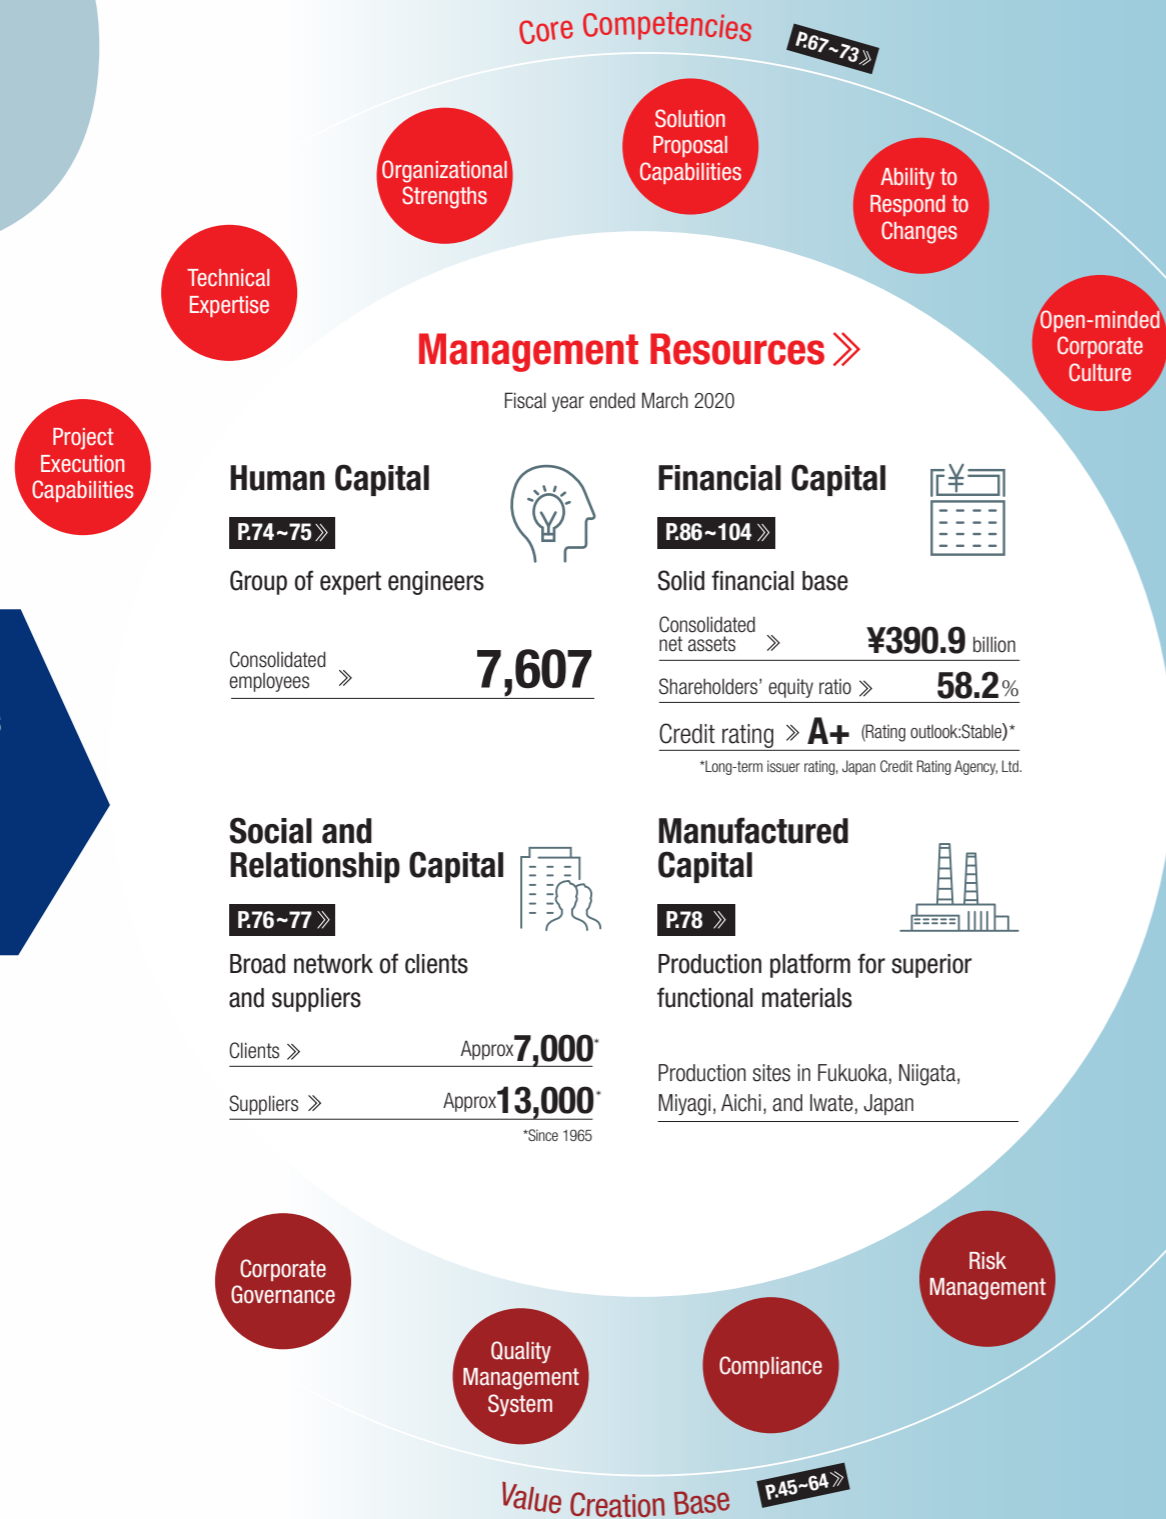 Core Competencies
P.67~73
Solution
Proposal
Capabilities
Organizational
Strengths
Ability to
Respond to
Changes
Technical
Expertise
Open-minded
Corporate
Culture
Project
Execution
Capabilities
Management Resources
Fiscal year ended March 2020
Human Capital
P.74~75
Group of expert engineers
Consolidated
employees
7,607
Financial Capital
P.86~104
Solid financial base
Consolidated
net assets
¥390.9 billion
Shareholders' equity ratio 58.2%
Credit rating A+ (Rating outlook:Stable)*
*Long-term issuer rating, Japan Credit Rating Agency, Ltd.
Social and
Relationship Capital
P.76~77
Broad network of clients
and suppliers
Clients Approx 7,000*
Suppliers Approx 13,000*
*Since 1965
Manufactured
Capital
P.78
Production platform for superior
functional materials
Production sites in Fukuoka, Niigata,
Miyagi, Aichi, and Iwate, Japan
Corporate
Governance
Quality
Management
System
Compliance
Risk
Management
Value Creation Base
P.45~64